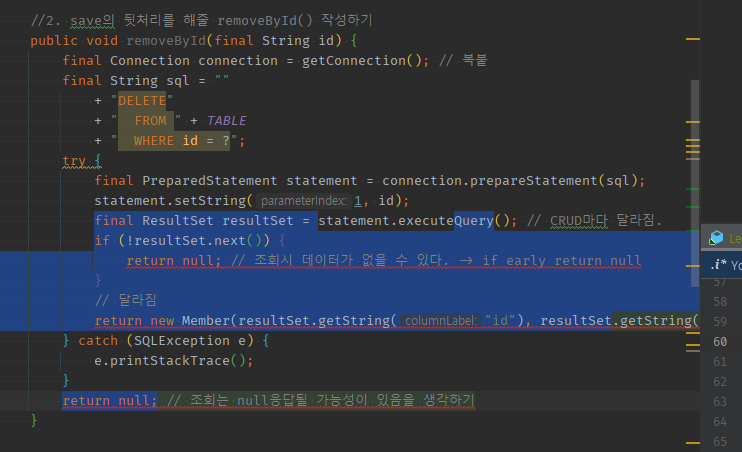 //2. save의 뒷처리를 해줄 removeById() 작성하기
public void removeById(final String id) {
final Connection connection = getConnection(); // 복붙
final String sql = ""
+ "DELETE"
+ "  FROM " + TABLE
+ "  WHERE id = ?";
try {
final PreparedStatement statement = connection.prepareStatement(sql);
statement.setString( parameterIndex: 1, id);
final ResultSet resultSet = statement.executeQuery(); // CRUD마다 달라짐.
if (!resultSet.next()) {
return null; // 조회시 데이터가 없을 수 있다. -> if early return null
}
// 달라짐
return new Member(resultSet.getString( columnLabel: "id"), resultSet.getString(
} catch (SQLException e) {
e.printStackTrace();
}
return null; // 조회는 null응답될 가능성이 있음을 생각하기
}
Le
.i* Yo
57
58
59
60
61
62
63
64
65